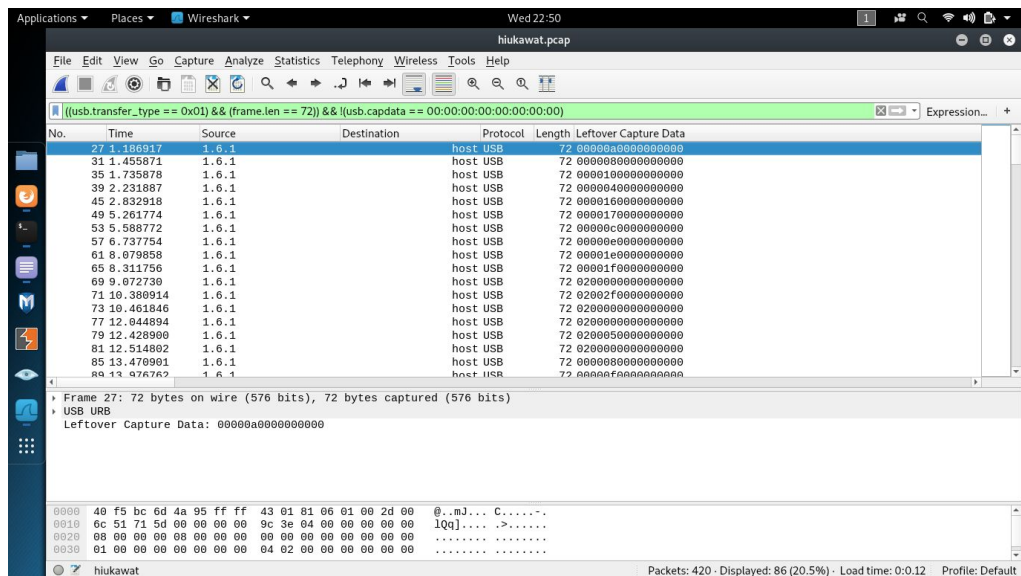 Applications Places Wireshark Wed 22:50 1
hiukawat.pcap
File Edit View Go Capture Analyze Statistics Telephony Wireless Tools Help
((usb.transfer_type == 0x01) && (frame.len == 72)) && !(usb.capdata == 00:00:00:00:00:00:00:00) Expression... +
No. Time Source Destination Protocol Length Leftover Capture Data
27 1.186917 1.6.1 host USB 72 00000a0000000000
31 1.455871 1.6.1 host USB 72 0000080000000000
35 1.735878 1.6.1 host USB 72 0000100000000000
39 2.231887 1.6.1 host USB 72 0000040000000000
45 2.832918 1.6.1 host USB 72 0000160000000000
49 5.261774 1.6.1 host USB 72 0000170000000000
53 5.588772 1.6.1 host USB 72 00000c0000000000
57 6.737754 1.6.1 host USB 72 00000e0000000000
61 8.079858 1.6.1 host USB 72 00001e0000000000
65 8.311756 1.6.1 host USB 72 00001f0000000000
69 9.072730 1.6.1 host USB 72 0200000000000000
71 10.380914 1.6.1 host USB 72 02002f0000000000
73 10.461846 1.6.1 host USB 72 0200000000000000
77 12.044894 1.6.1 host USB 72 0200000000000000
79 12.428900 1.6.1 host USB 72 0200050000000000
81 12.514802 1.6.1 host USB 72 0200000000000000
85 13.470901 1.6.1 host USB 72 0000080000000000
89 13.976762 1.6.1 host USB 72 00000f0000000000
Frame 27: 72 bytes on wire (576 bits), 72 bytes captured (576 bits)
USB URB
Leftover Capture Data: 00000a0000000000
0000 40 f5 bc 6d 4a 95 ff ff 43 01 81 06 01 00 2d 00 @..mJ... C.....-.
0010 6c 51 71 5d 00 00 00 00 9c 3e 04 00 00 00 00 00 lQq].... .>......
0020 08 00 00 00 08 00 00 00 00 00 00 00 00 00 00 00 ........ ........
0030 01 00 00 00 00 00 00 00 04 02 00 00 00 00 00 00 ........ ........
hiukawat Packets: 420 · Displayed: 86 (20.5%) · Load time: 0:0.12 Profile: Default